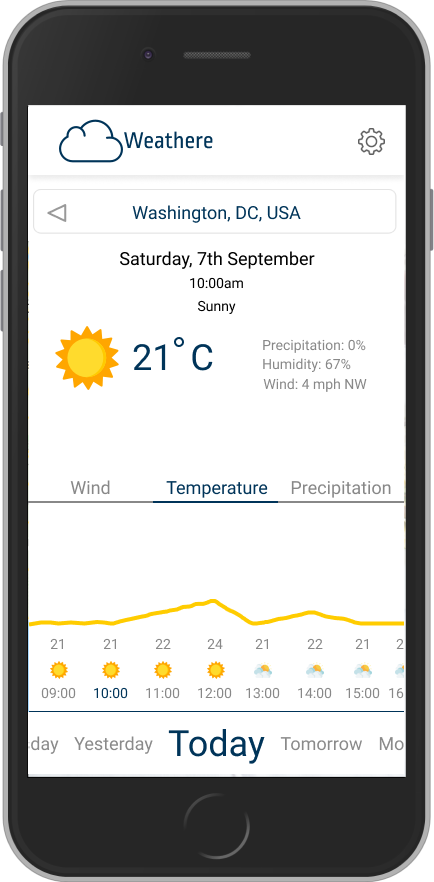 Weathere
Washington, DC, USA
Saturday, 7th September
10:00am
Sunny
21° C
Precipitation: 0%
Humidity: 67%
Wind: 4 mph NW
Wind Temperature Precipitation
21 21 22 24 21 22 21 2
09:00 10:00 11:00 12:00 13:00 14:00 15:00 16
day Yesterday Today Tomorrow Mo